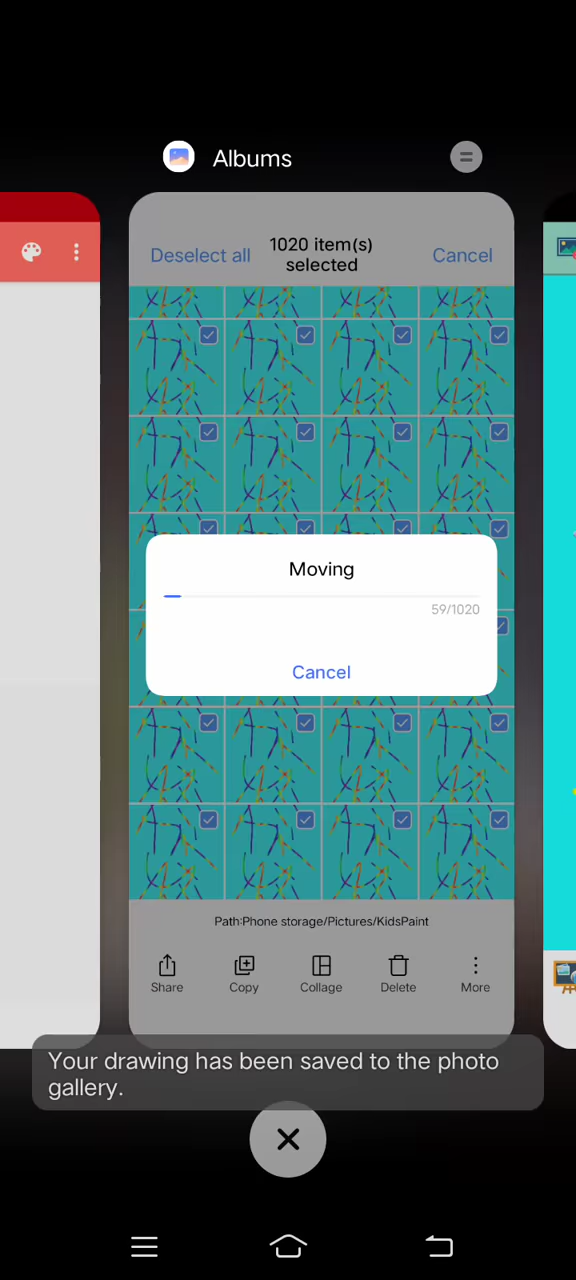 Albums
Deselect all
1020 item(s)
selected
Cancel
Moving
59/1020
Cancel
Path:Phone storage/Pictures/KidsPaint
Share
Copy
Collage
Delete
More
Your drawing has been saved to the photo
gallery.